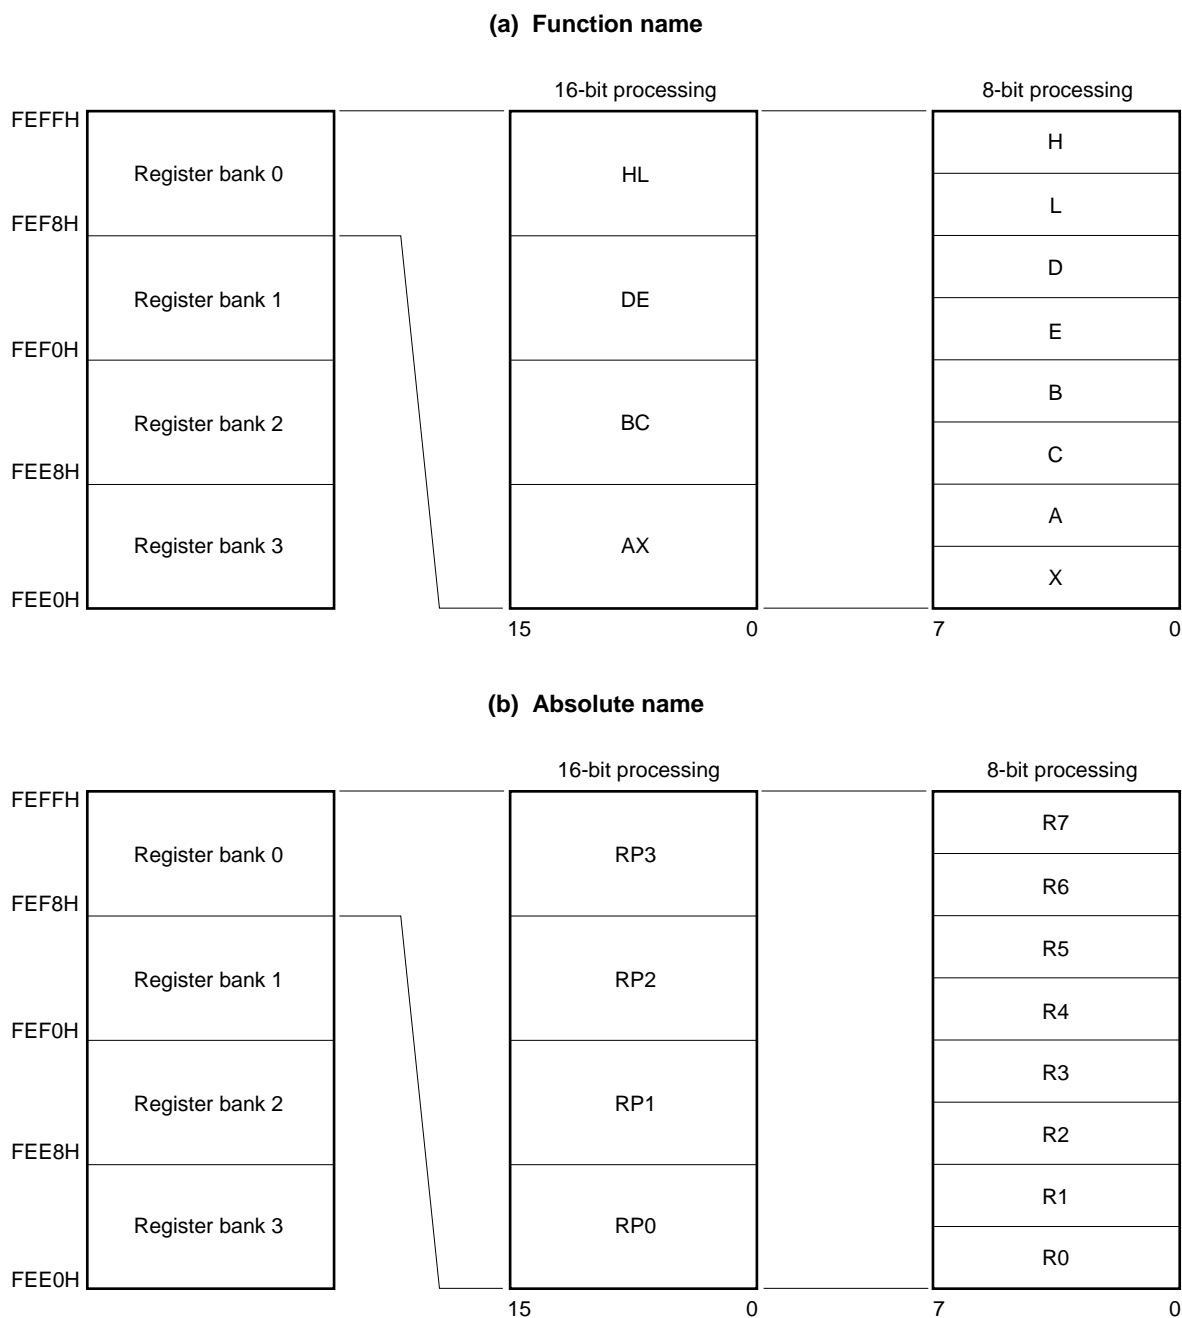 (a) Function name
16-bit processing 8-bit processing
FEFFH
H
Register bank 0 HL
L
FEF8H
D
Register bank 1 DE
E
FEF0H
B
Register bank 2 BC
C
FEE8H
A
Register bank 3 AX
X
FEE0H
15 0 7 0
(b) Absolute name
16-bit processing 8-bit processing
FEFFH
R7
Register bank 0 RP3
R6
FEF8H
R5
Register bank 1 RP2
R4
FEF0H
R3
Register bank 2 RP1
R2
FEE8H
R1
Register bank 3 RP0
R0
FEE0H
15 0 7 0